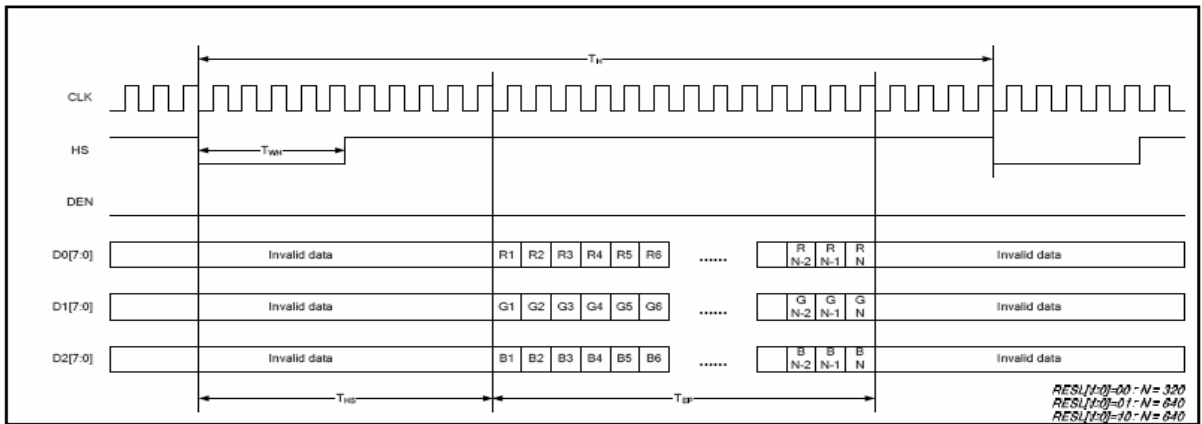 TH
CLK
HS
TWH
DEN
D0[7:0] Invalid data R1 R2 R3 R4 R5 R6 ...... R N-2 R N-1 R N Invalid data
D1[7:0] Invalid data G1 G2 G3 G4 G5 G6 ...... G N-2 G N-1 G N Invalid data
D2[7:0] Invalid data B1 B2 B3 B4 B5 B6 ...... B N-2 B N-1 B N Invalid data
THS TEP
RESL[1:0]=00 : N = 320
RESL[1:0]=01 : N = 640
RESL[1:0]=10 : N = 640